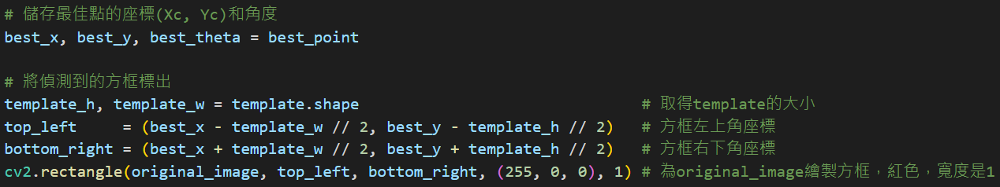 # 儲存最佳點的座標(Xc, Yc)和角度
best_x, best_y, best_theta = best_point
# 將偵測到的方框標出
template_h, template_w = template.shape # 取得template的大小
top_left = (best_x - template_w // 2, best_y - template_h // 2) # 方框左上角座標
bottom_right = (best_x + template_w // 2, best_y + template_h // 2) # 方框右下角座標
cv2.rectangle(original_image, top_left, bottom_right, (255, 0, 0), 1) # 為original_image繪製方框，紅色，寬度是1